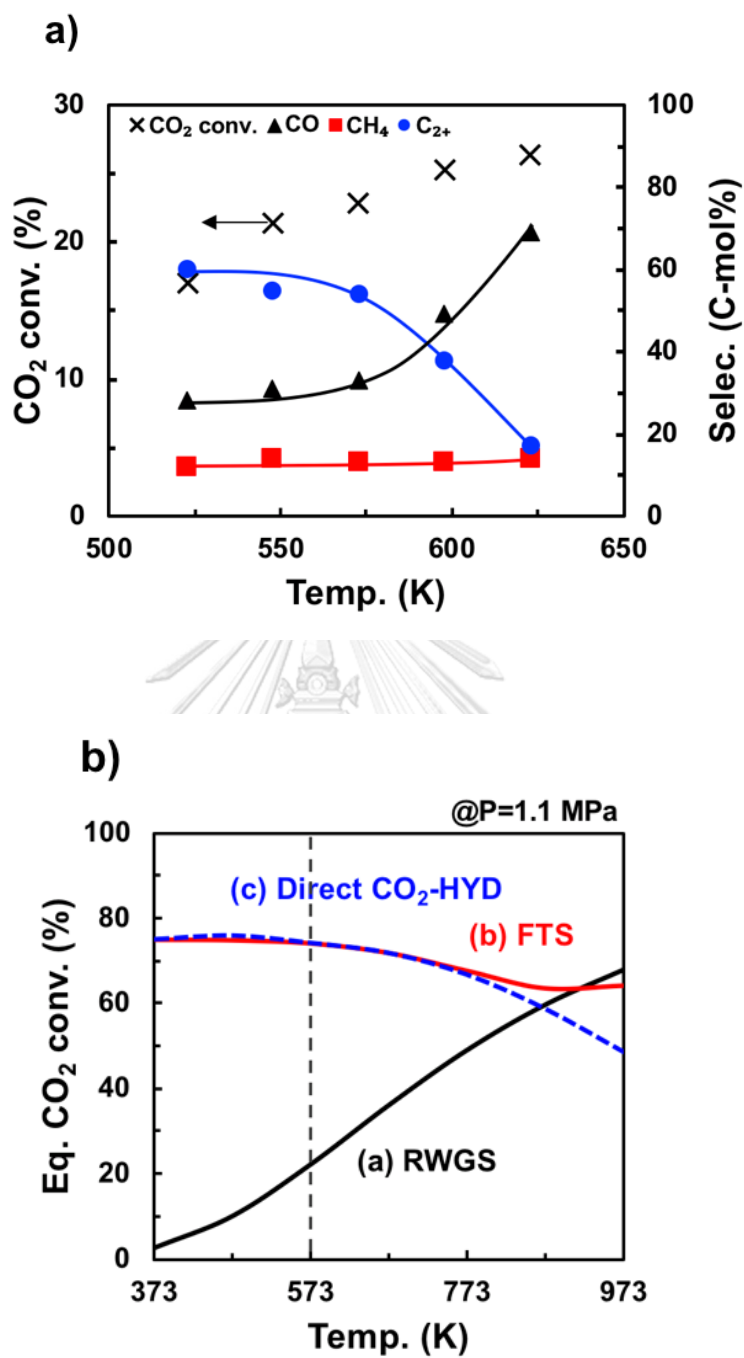 a)
30
100
× CO₂ conv. ▲ CO ■ CH₄ ● C₂₊
80
20
60
40
10
20
0
0
500
550
600
650
CO₂ conv. (%)
Selec. (C-mol%)
Temp. (K)
b)
@P=1.1 MPa
100
(c) Direct CO₂-HYD
80
(b) FTS
60
40
(a) RWGS
20
0
373
573
773
973
Eq. CO₂ conv. (%)
Temp. (K)